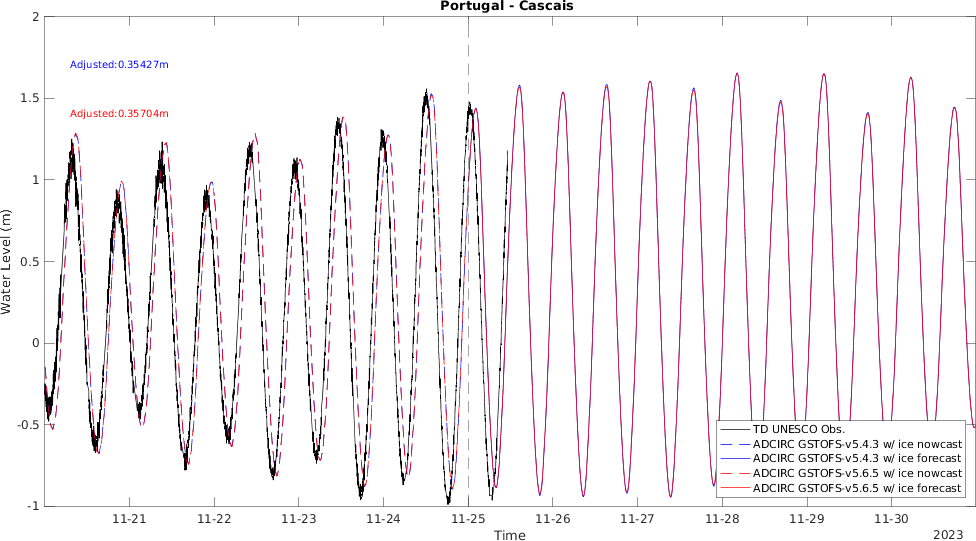 Portugal - Cascais
2
1.5
1
0.5
0
-0.5
-1
Water Level (m)
Adjusted:0.35427m
Adjusted:0.35704m
TD UNESCO Obs.
ADCIRC GSTOFS-v5.4.3 w/ ice nowcast
ADCIRC GSTOFS-v5.4.3 w/ ice forecast
ADCIRC GSTOFS-v5.6.5 w/ ice nowcast
ADCIRC GSTOFS-v5.6.5 w/ ice forecast
11-21 11-22 11-23 11-24 11-25 11-26 11-27 11-28 11-29 11-30
Time
2023